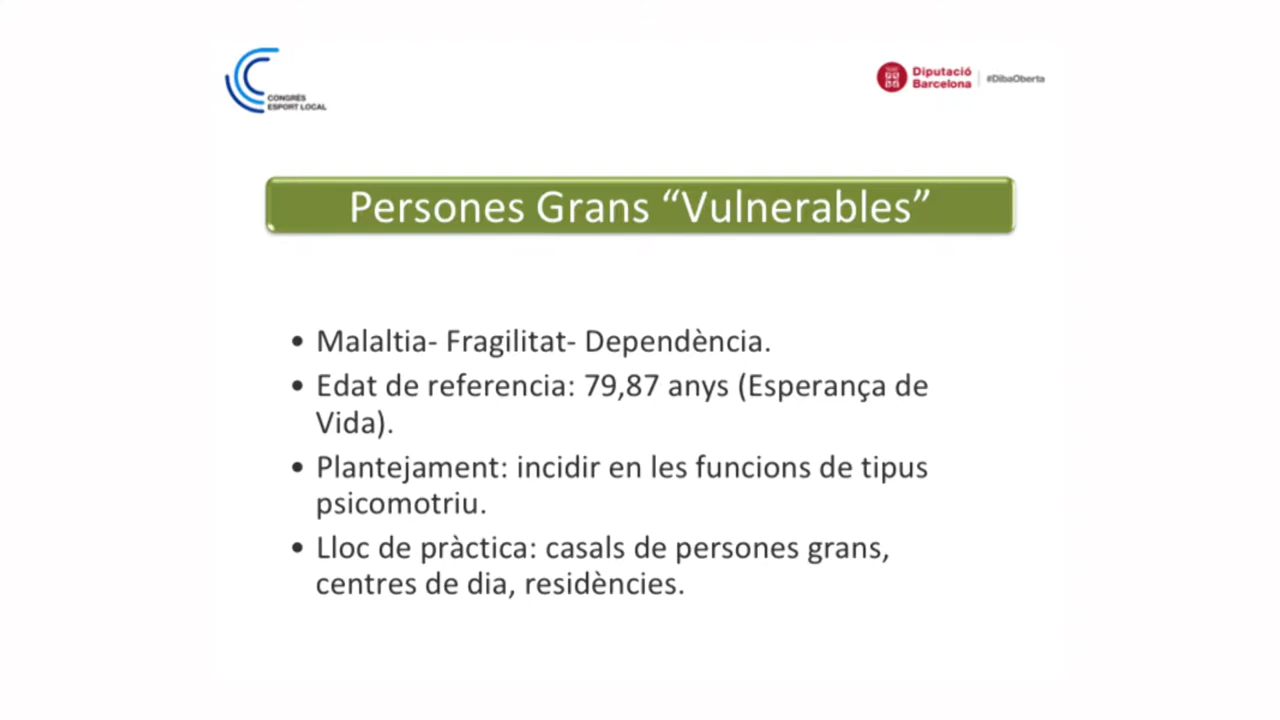 CONGRÉS
ESPORT LOCAL
Diputació
Barcelona
#DibaOberta
Persones Grans “Vulnerables”
• Malaltia- Fragilitat- Dependència.
• Edat de referencia: 79,87 anys (Esperança de
Vida).
• Plantejament: incidir en les funcions de tipus
psicomotriu.
• Lloc de pràctica: casals de persones grans,
centres de dia, residències.